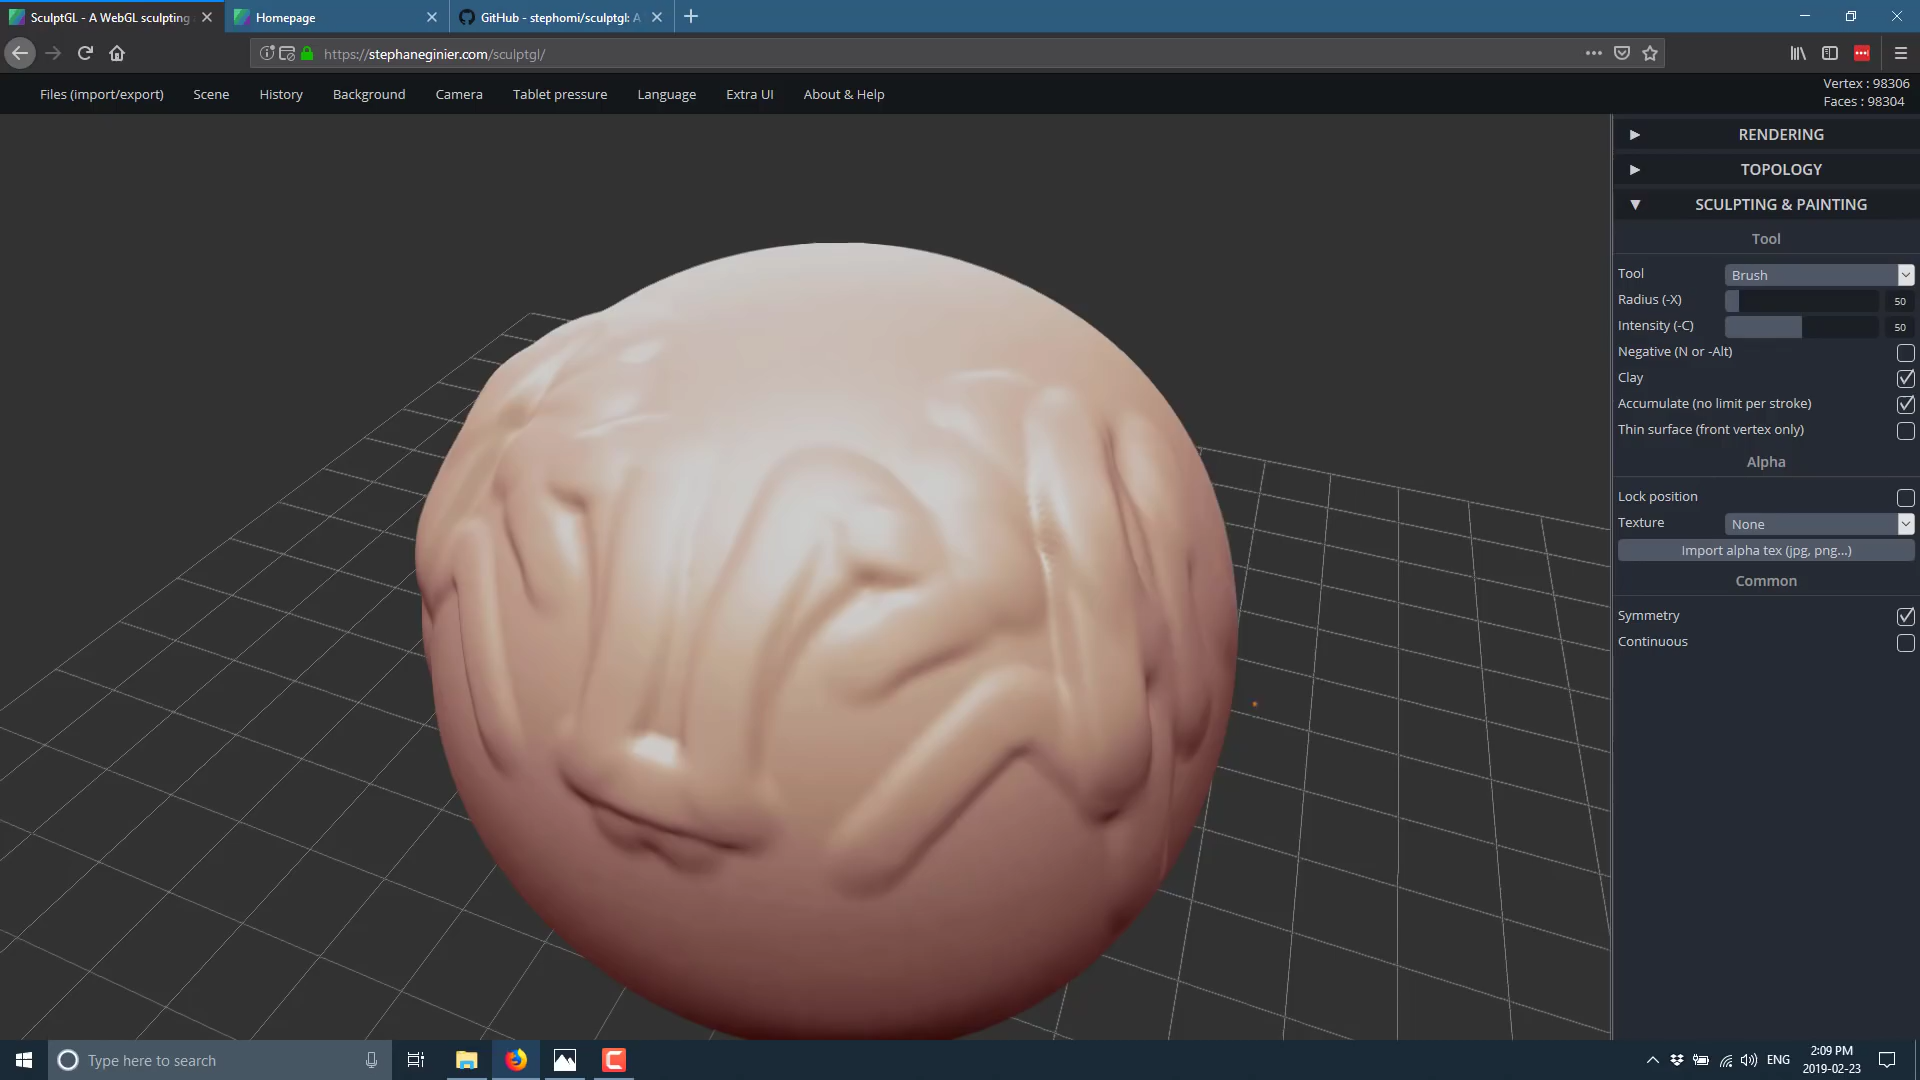 SculptGL - A WebGL sculpting
Homepage
GitHub - stephomi/sculptgl: A
https://stephaneginier.com/sculptgl/
Files (import/export)
Scene
History
Background
Camera
Tablet pressure
Language
Extra UI
About & Help
Vertex : 98306
Faces : 98304
RENDERING
TOPOLOGY
SCULPTING & PAINTING
Tool
Tool
Brush
Radius (-X)
50
Intensity (-C)
50
Negative (N or -Alt)
Clay
Accumulate (no limit per stroke)
Thin surface (front vertex only)
Alpha
Lock position
Texture
None
Import alpha tex (jpg, png...)
Common
Symmetry
Continuous
Type here to search
ENG
2:09 PM
2019-02-23